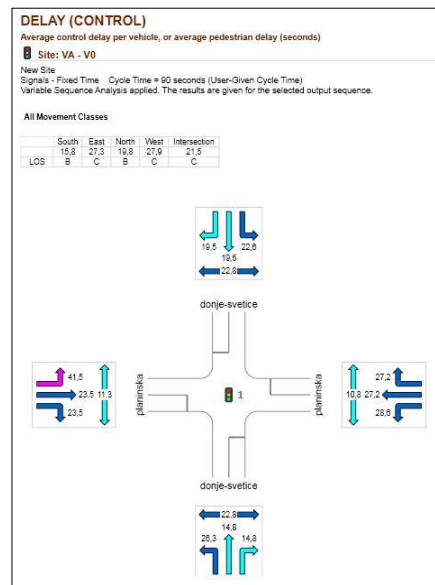 DELAY (CONTROL)
Average control delay per vehicle, or average pedestrian delay (seconds)
Site: VA - V0
New Site
Signals - Fixed Time Cycle Time = 90 seconds (User-Given Cycle Time)
Variable Sequence Analysis applied. The results are given for the selected output sequence.
All Movement Classes
South East North West Intersection
15,8 27,3 19,8 27,9 21,5
LOS B C B C C
19,5 22,6
19,5
22,8
donje-svetice
41,5
23,5 11,3
23,5
planinska
1
planinska
27,2
10,8 27,2
28,6
donje-svetice
22,8
14,8
26,3 14,8